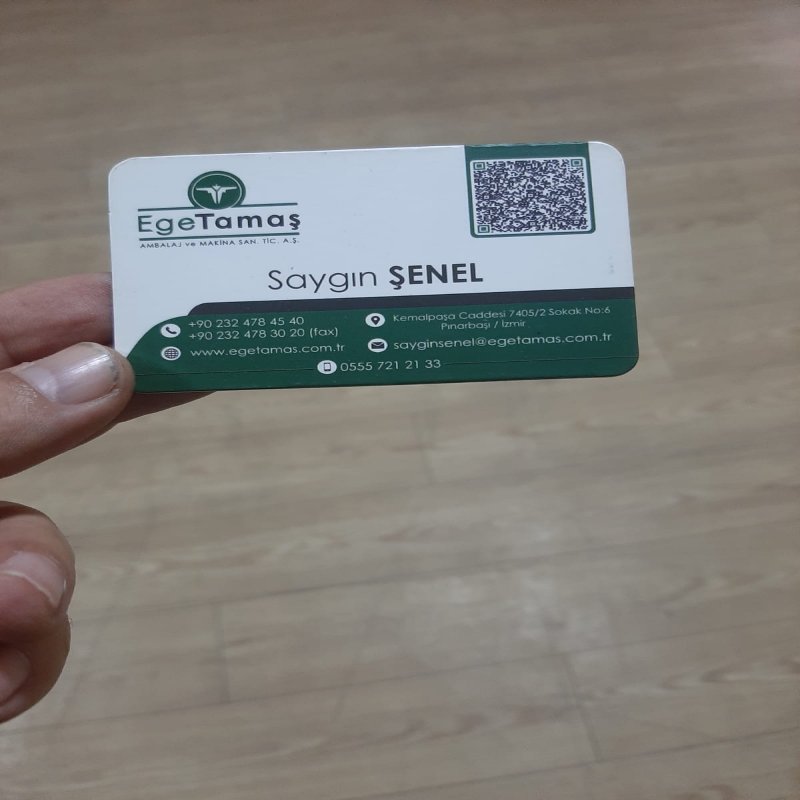 EgeTamaş
AMBALAJ ve MAKİNA SAN. TİC. A.Ş.
Saygın ŞENEL
+90 232 478 45 40
+90 232 478 30 20 (fax)
www.egetamas.com.tr
Kemalpaşa Caddesi 7405/2 Sokak No:6
Pınarbaşı / İzmir
sayginsenel@egetamas.com.tr
0555 721 21 33